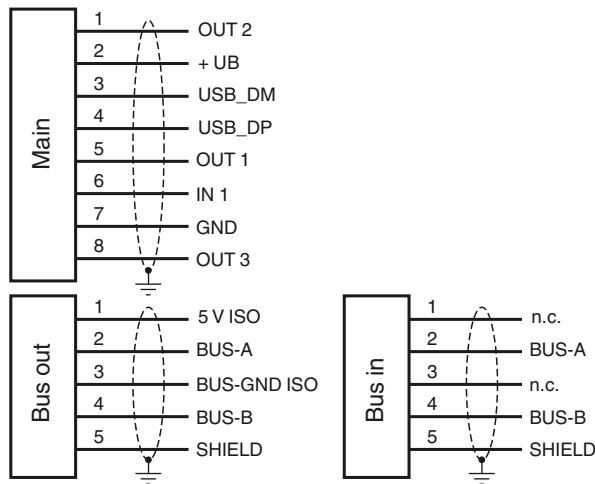 Main
1 OUT 2
2 + UB
3 USB_DM
4 USB_DP
5 OUT 1
6 IN 1
7 GND
8 OUT 3
Bus out
1 5 V ISO
2 BUS-A
3 BUS-GND ISO
4 BUS-B
5 SHIELD
Bus in
1 n.c.
2 BUS-A
3 n.c.
4 BUS-B
5 SHIELD